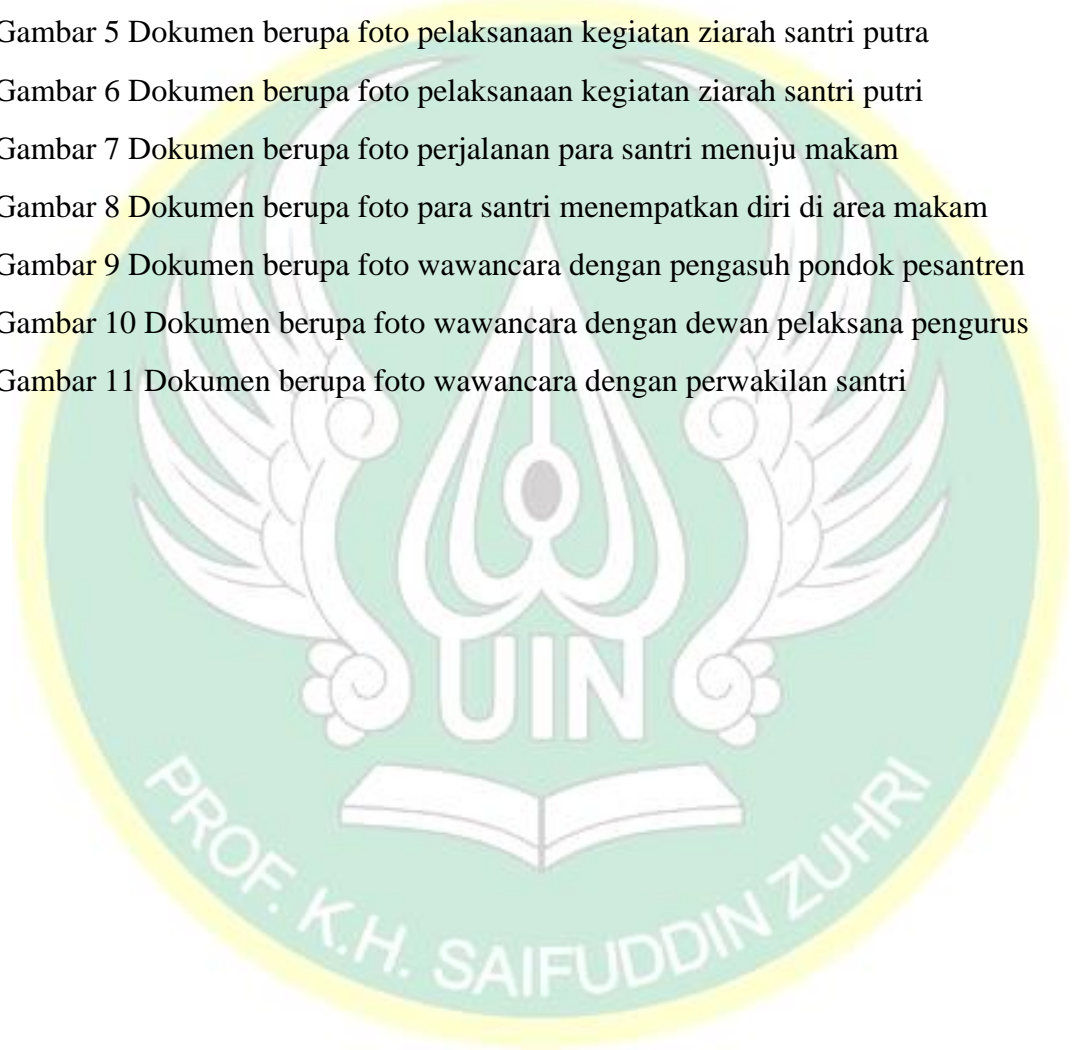 Gambar 5 Dokumen berupa foto pelaksanaan kegiatan ziarah santri putra
Gambar 6 Dokumen berupa foto pelaksanaan kegiatan ziarah santri putri
Gambar 7 Dokumen berupa foto perjalanan para santri menuju makam
Gambar 8 Dokumen berupa foto para santri menempatkan diri di area makam
Gambar 9 Dokumen berupa foto wawancara dengan pengasuh pondok pesantren
Gambar 10 Dokumen berupa foto wawancara dengan dewan pelaksana pengurus
Gambar 11 Dokumen berupa foto wawancara dengan perwakilan santri
UIN
PROF. K.H. SAIFUDDIN ZUHRI